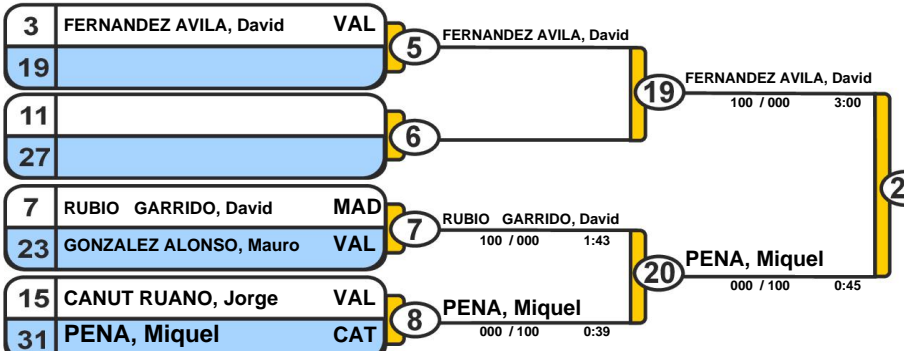 3 FERNANDEZ AVILA, David VAL
19
5
FERNANDEZ AVILA, David
11
27
6
19
FERNANDEZ AVILA, David
100 / 000 3:00
7 RUBIO GARRIDO, David MAD
23 GONZALEZ ALONSO, Mauro VAL
7
RUBIO GARRIDO, David
100 / 000 1:43
15 CANUT RUANO, Jorge VAL
31 PENA, Miquel CAT
8
PENA, Miquel
000 / 100 0:39
20
PENA, Miquel
000 / 100 0:45